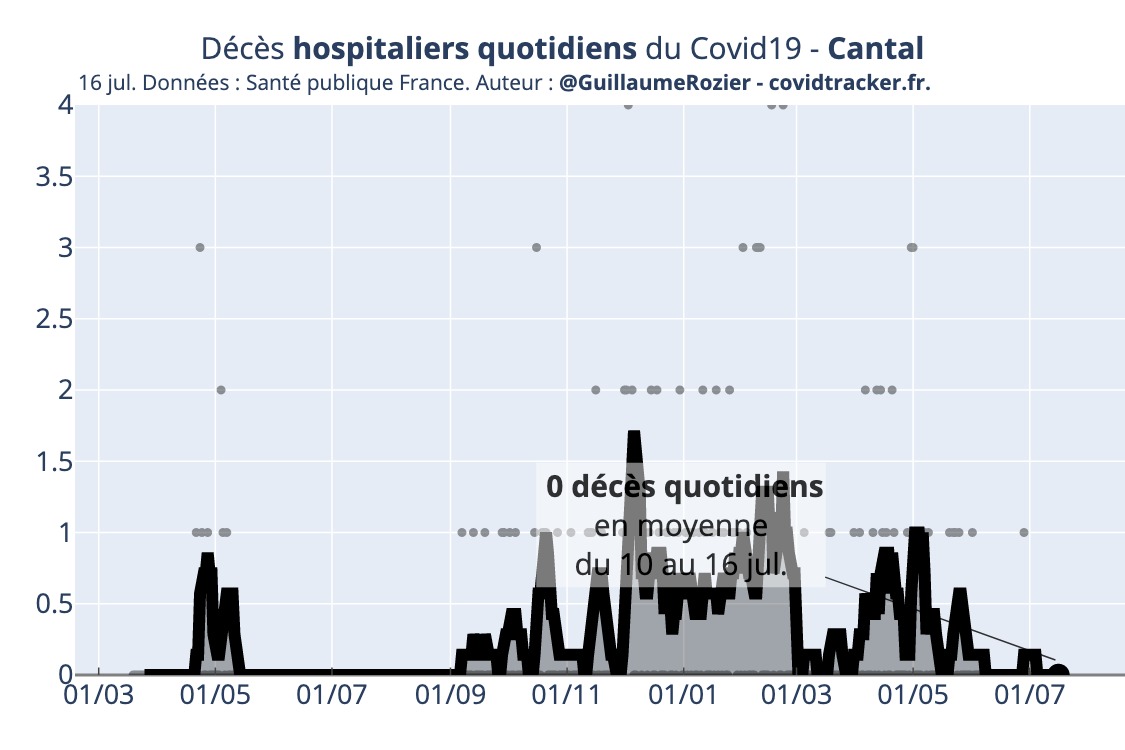 Décès hospitaliers quotidiens du Covid19 - Cantal
16 jul. Données : Santé publique France. Auteur : @GuillaumeRozier - covidtracker.fr.
4
3.5
3
2.5
2
1.5
1
0.5
0
0 décès quotidiens
en moyenne
du 10 au 16 jul.
01/03 01/05 01/07 01/09 01/11 01/01 01/03 01/05 01/07